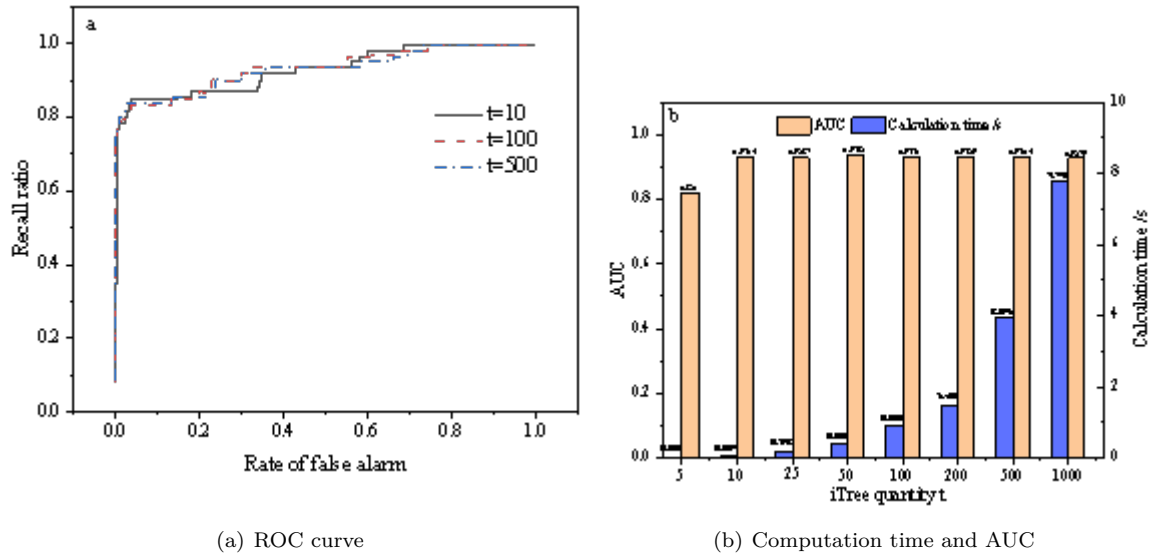 a
1.0
0.8
0.6
0.4
0.2
0.0
Recall ratio
t=10
t=100
t=500
0.0 0.2 0.4 0.6 0.8 1.0
Rate of false alarm
(a) ROC curve
b
AUC Calculation time /s
1.0
0.8
0.6
0.4
0.2
0.0
AUC
10
8
6
4
2
0
Calculation time /s
5 10 25 50 100 200 500 1000
iTree quantity t
(b) Computation time and AUC